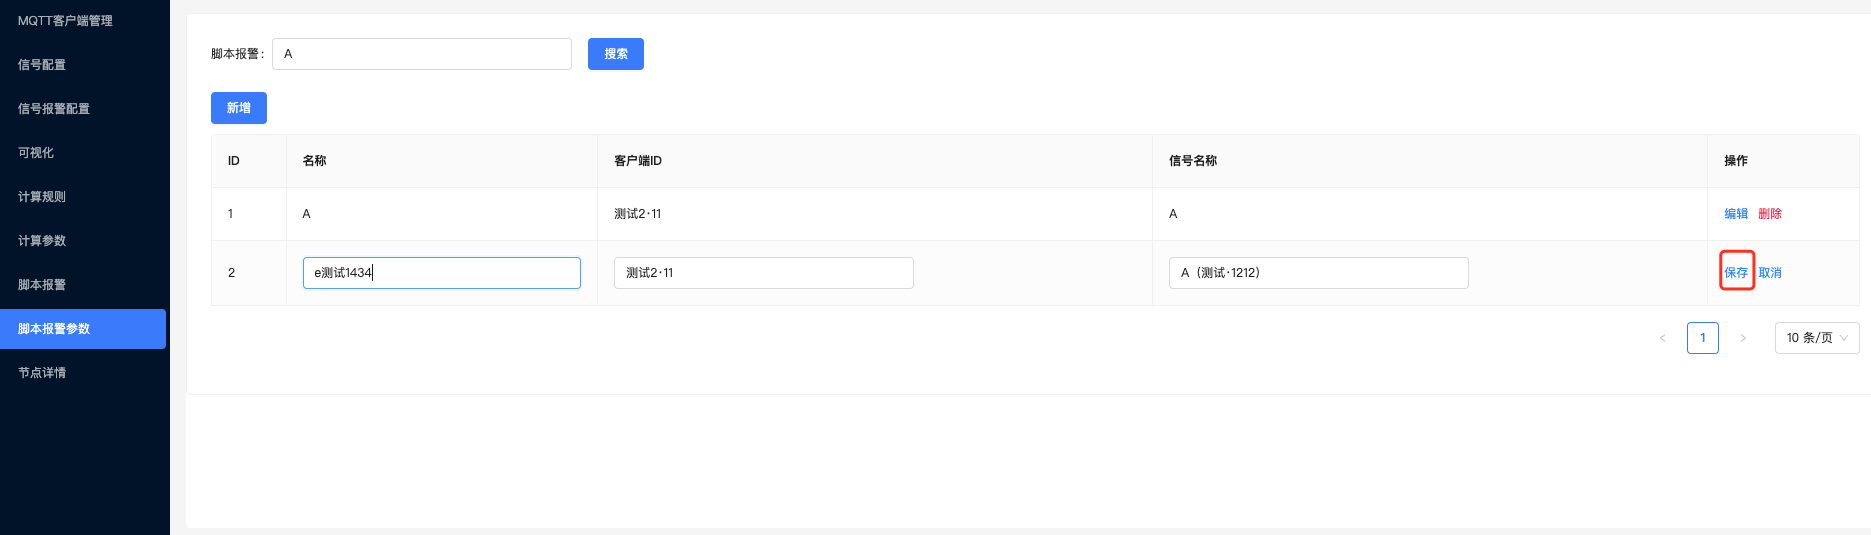 MQTT客户端管理
信号配置
信号报警配置
可视化
计算规则
计算参数
脚本报警
脚本报警参数
节点详情
脚本报警: A 搜索
新增
ID 名称 客户端ID 信号名称 操作
1 A 测试2·11 A 编辑 删除
2 e测试1434 测试2·11 A（测试·1212） 保存 取消
< 1 > 10 条/页